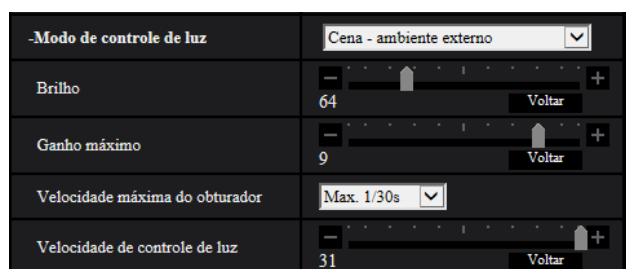 -Modo de controle de luz
Cena - ambiente externo
Brilho
64
Voltar
Ganho máximo
9
Voltar
Velocidade máxima do obturador
Max. 1/30s
Velocidade de controle de luz
31
Voltar